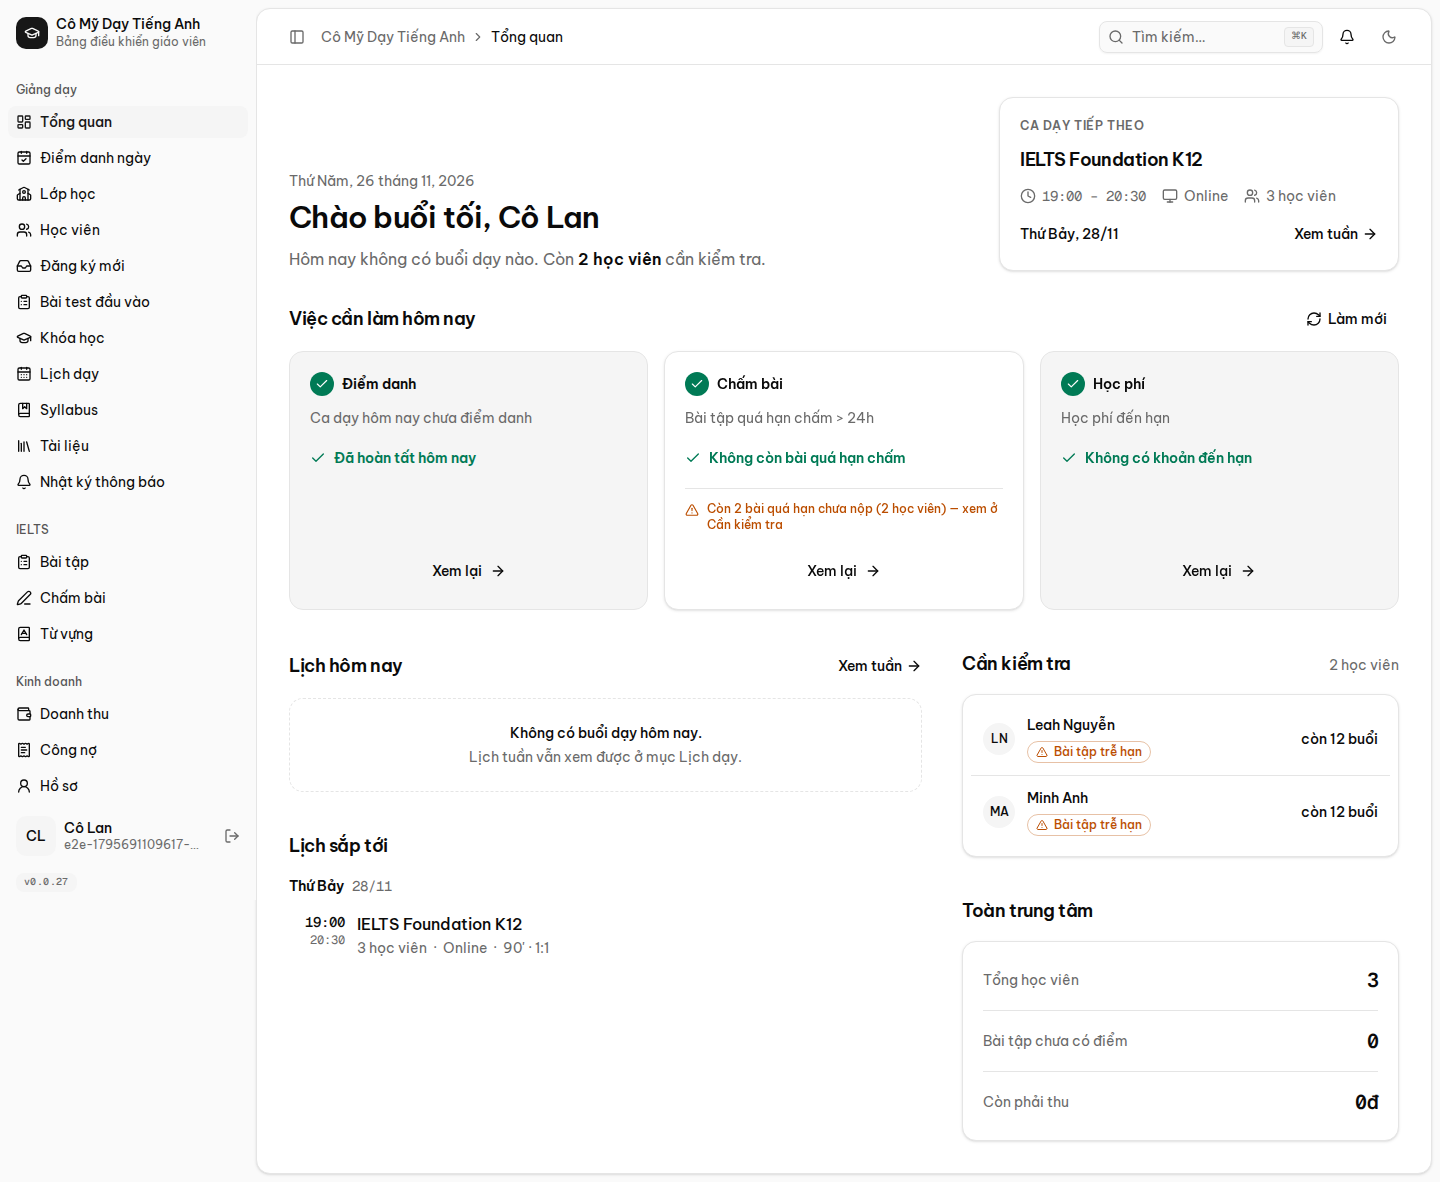 Cô Mỹ Dạy Tiếng Anh
Bảng điều khiển giáo viên
Giảng dạy
Tổng quan
Điểm danh ngày
Lớp học
Học viên
Đăng ký mới
Bài test đầu vào
Khóa học
Lịch dạy
Syllabus
Tài liệu
Nhật ký thông báo
IELTS
Bài tập
Chấm bài
Từ vựng
Kinh doanh
Doanh thu
Công nợ
Hồ sơ
CL
Cô Lan
e2e-1795691109617-...
v0.0.27
Cô Mỹ Dạy Tiếng Anh > Tổng quan
Tìm kiếm...
⌘K
Thứ Năm, 26 tháng 11, 2026
Chào buổi tối, Cô Lan
Hôm nay không có buổi dạy nào. Còn 2 học viên cần kiểm tra.
CA DẠY TIẾP THEO
IELTS Foundation K12
19:00 – 20:30 Online 3 học viên
Thứ Bảy, 28/11
Xem tuần →
Việc cần làm hôm nay
Làm mới
Điểm danh
Ca dạy hôm nay chưa điểm danh
Đã hoàn tất hôm nay
Xem lại →
Chấm bài
Bài tập quá hạn chấm > 24h
Không còn bài quá hạn chấm
Còn 2 bài quá hạn chưa nộp (2 học viên) — xem ở
Cần kiểm tra
Xem lại →
Học phí
Học phí đến hạn
Không có khoản đến hạn
Xem lại →
Lịch hôm nay
Xem tuần →
Không có buổi dạy hôm nay.
Lịch tuần vẫn xem được ở mục Lịch dạy.
Lịch sắp tới
Thứ Bảy 28/11
19:00
20:30
IELTS Foundation K12
3 học viên · Online · 90' · 1:1
Cần kiểm tra
2 học viên
LN
Leah Nguyễn
Bài tập trễ hạn
còn 12 buổi
MA
Minh Anh
Bài tập trễ hạn
còn 12 buổi
Toàn trung tâm
Tổng học viên
3
Bài tập chưa có điểm
0
Còn phải thu
0đ